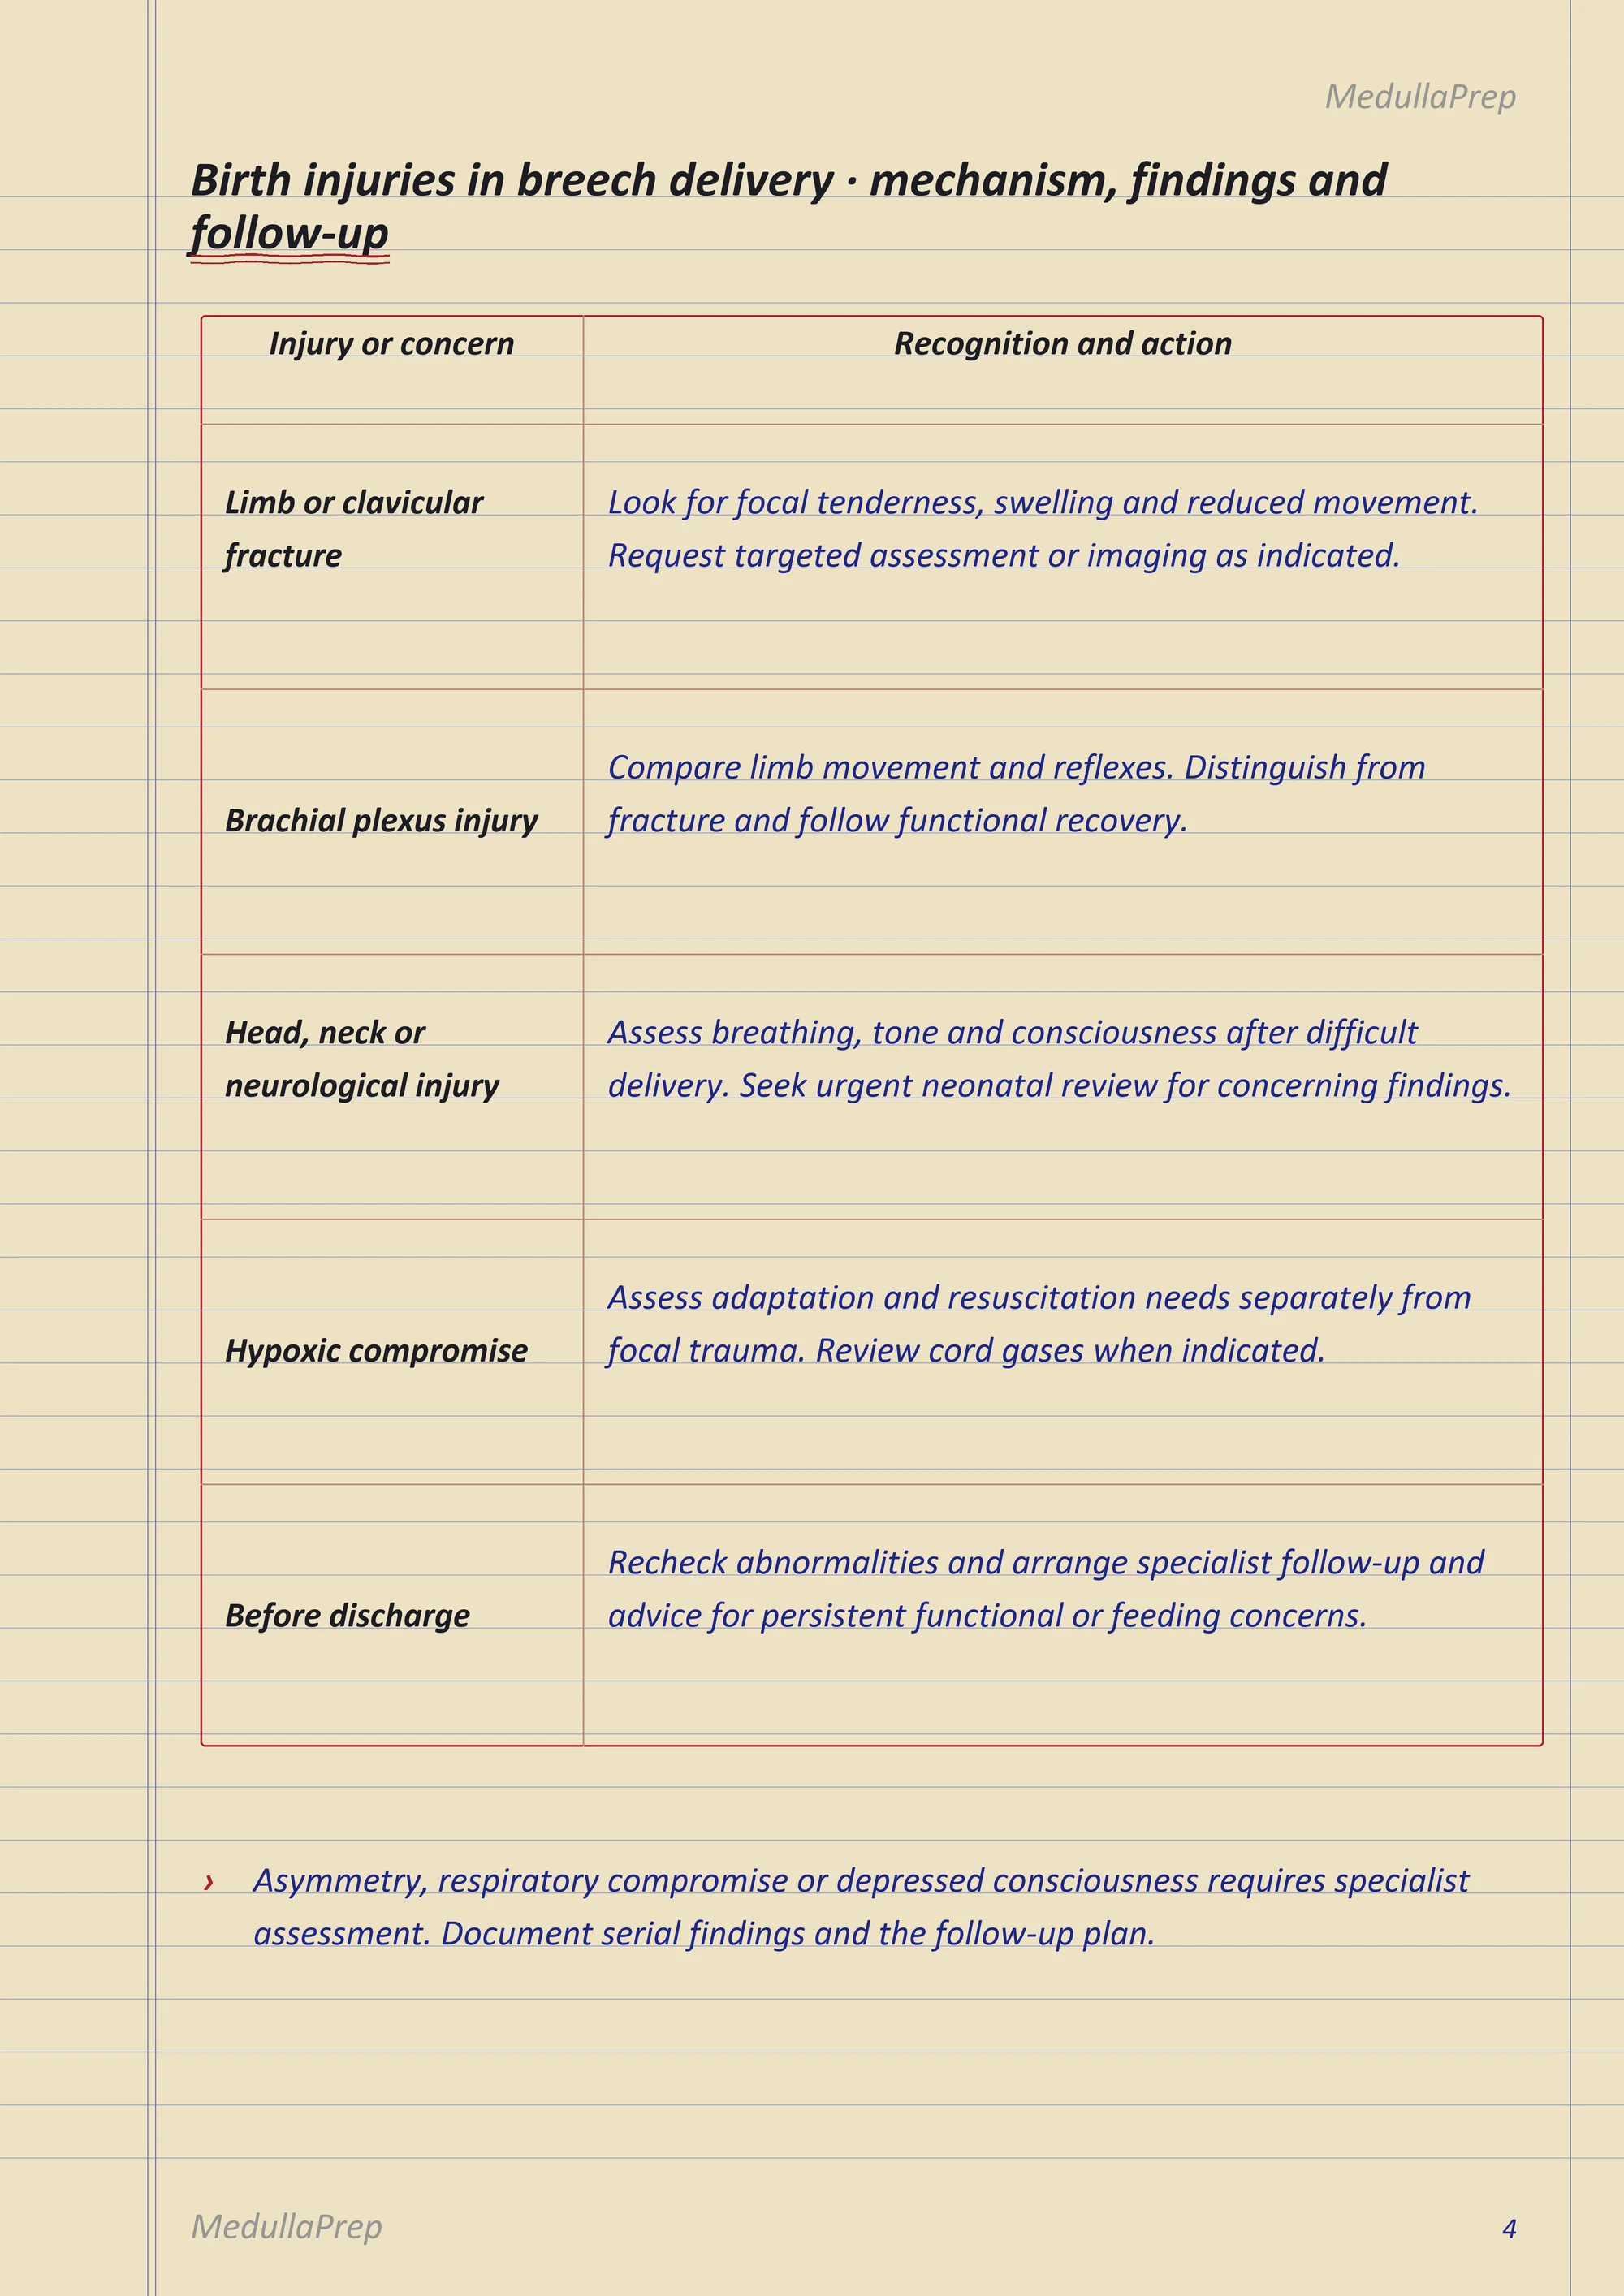 MedullaPrep
Birth injuries in breech delivery · mechanism, findings and
follow-up
Injury or concern
Recognition and action
Limb or clavicular
fracture
Look for focal tenderness, swelling and reduced movement.
Request targeted assessment or imaging as indicated.
Brachial plexus injury
Compare limb movement and reflexes. Distinguish from
fracture and follow functional recovery.
Head, neck or
neurological injury
Assess breathing, tone and consciousness after difficult
delivery. Seek urgent neonatal review for concerning findings.
Hypoxic compromise
Assess adaptation and resuscitation needs separately from
focal trauma. Review cord gases when indicated.
Before discharge
Recheck abnormalities and arrange specialist follow-up and
advice for persistent functional or feeding concerns.
› Asymmetry, respiratory compromise or depressed consciousness requires specialist
assessment. Document serial findings and the follow-up plan.
MedullaPrep
4